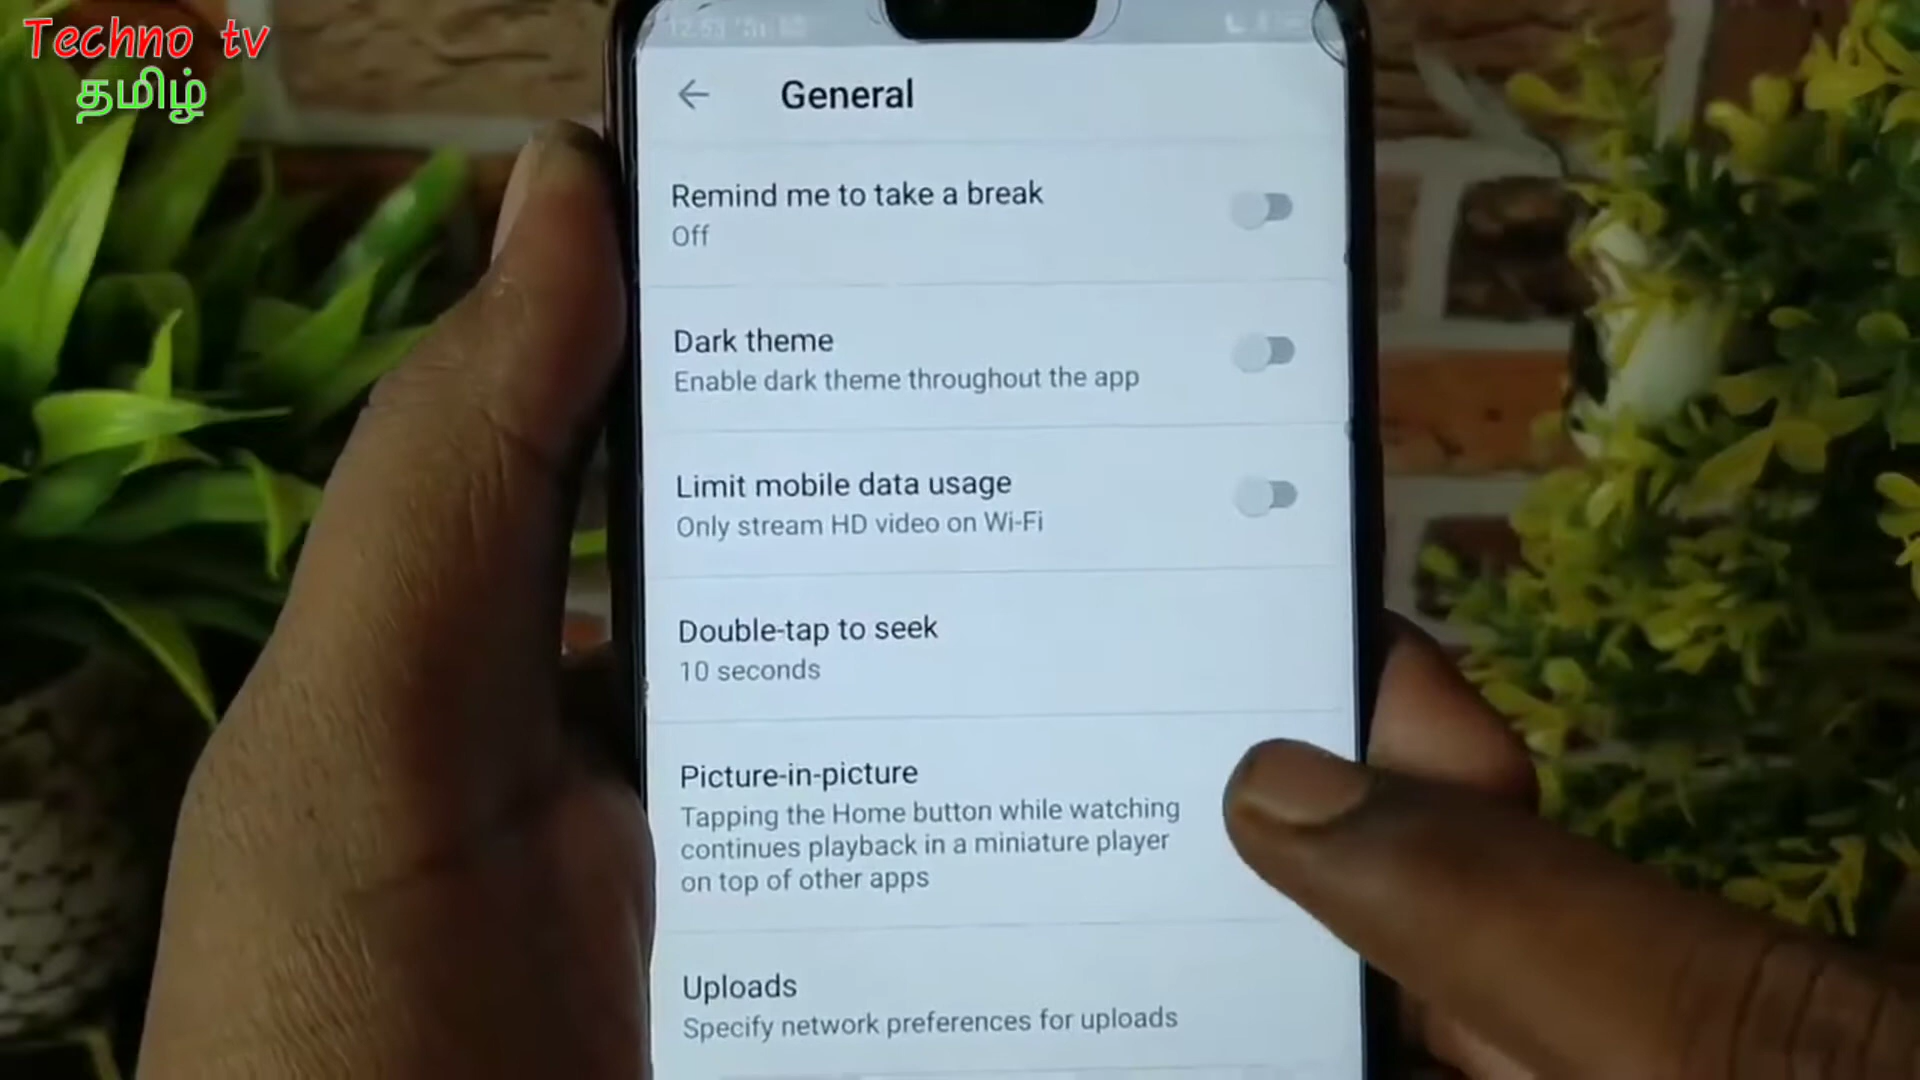 Techno tv
தமிழ்
12:53
General
Remind me to take a break
Off
Dark theme
Enable dark theme throughout the app
Limit mobile data usage
Only stream HD video on Wi-Fi
Double-tap to seek
10 seconds
Picture-in-picture
Tapping the Home button while watching
continues playback in a miniature player
on top of other apps
Uploads
Specify network preferences for uploads